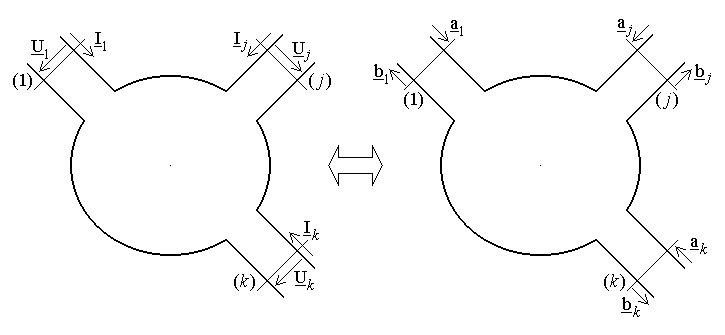 U1 I1 Ij Uj
(1) (j)
Ik
(k) Uk
a1 aj
b1 bj
(1) (j)
ak
(k)
bk